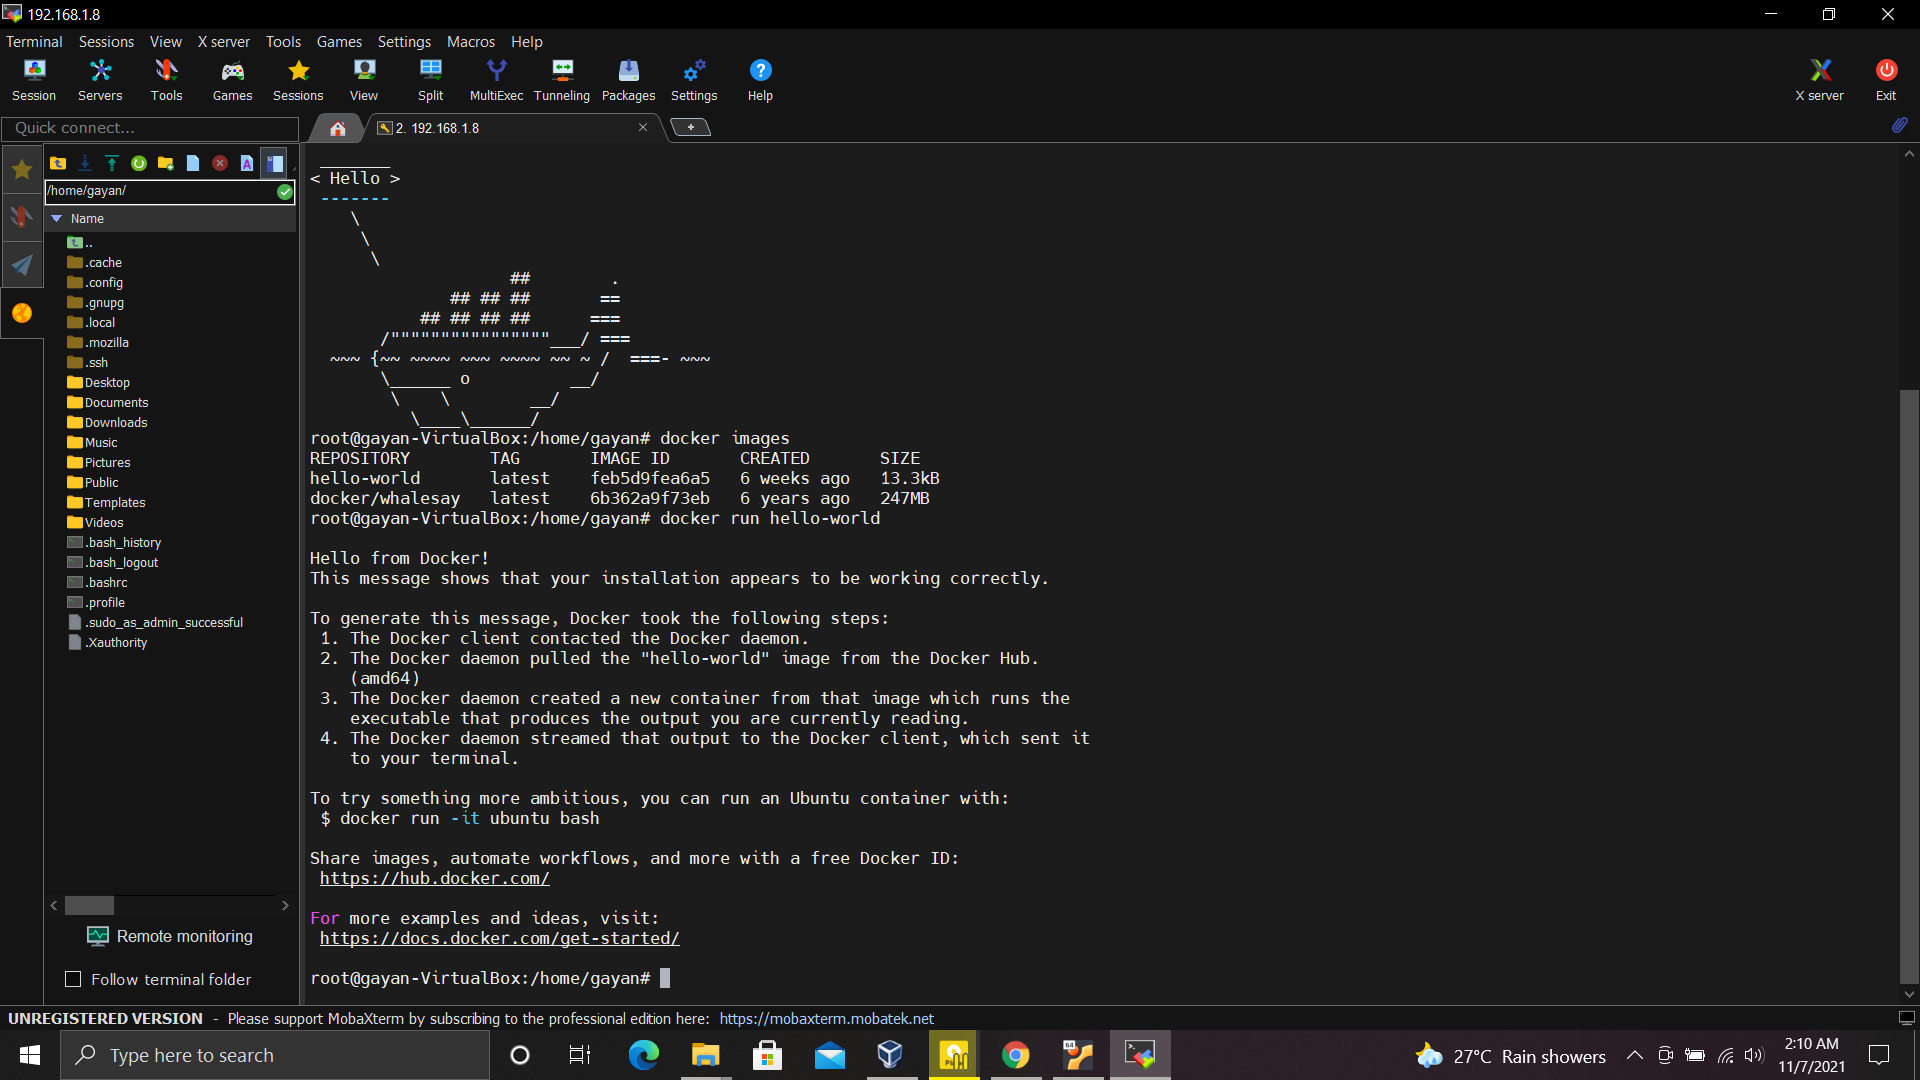 192.168.1.8
Terminal Sessions View X server Tools Games Settings Macros Help
Session Servers Tools Games Sessions View Split MultiExec Tunneling Packages Settings Help X server Exit
Quick connect...
2. 192.168.1.8
/home/gayan/
Name
..
.cache
.config
.gnupg
.local
.mozilla
.ssh
Desktop
Documents
Downloads
Music
Pictures
Public
Templates
Videos
.bash_history
.bash_logout
.bashrc
.profile
.sudo_as_admin_successful
.Xauthority
Remote monitoring
Follow terminal folder
 _______
< Hello >
 -------
    \
     \
      \
                    ##        .
              ## ## ##       ==
           ## ## ## ##      ===
       /""""""""""""""""___/ ===
  ~~~ {~~ ~~~~ ~~~ ~~~~ ~~ ~ /  ===- ~~~
       \______ o          __/
        \    \        __/
          \____\______/
root@gayan-VirtualBox:/home/gayan# docker images
REPOSITORY        TAG       IMAGE ID       CREATED       SIZE
hello-world       latest    feb5d9fea6a5   6 weeks ago   13.3kB
docker/whalesay   latest    6b362a9f73eb   6 years ago   247MB
root@gayan-VirtualBox:/home/gayan# docker run hello-world
Hello from Docker!
This message shows that your installation appears to be working correctly.
To generate this message, Docker took the following steps:
 1. The Docker client contacted the Docker daemon.
 2. The Docker daemon pulled the "hello-world" image from the Docker Hub.
    (amd64)
 3. The Docker daemon created a new container from that image which runs the
    executable that produces the output you are currently reading.
 4. The Docker daemon streamed that output to the Docker client, which sent it
    to your terminal.
To try something more ambitious, you can run an Ubuntu container with:
 $ docker run -it ubuntu bash
Share images, automate workflows, and more with a free Docker ID:
 https://hub.docker.com/
For more examples and ideas, visit:
 https://docs.docker.com/get-started/
root@gayan-VirtualBox:/home/gayan#
UNREGISTERED VERSION - Please support MobaXterm by subscribing to the professional edition here: https://mobaxterm.mobatek.net
Type here to search
27°C Rain showers
2:10 AM
11/7/2021